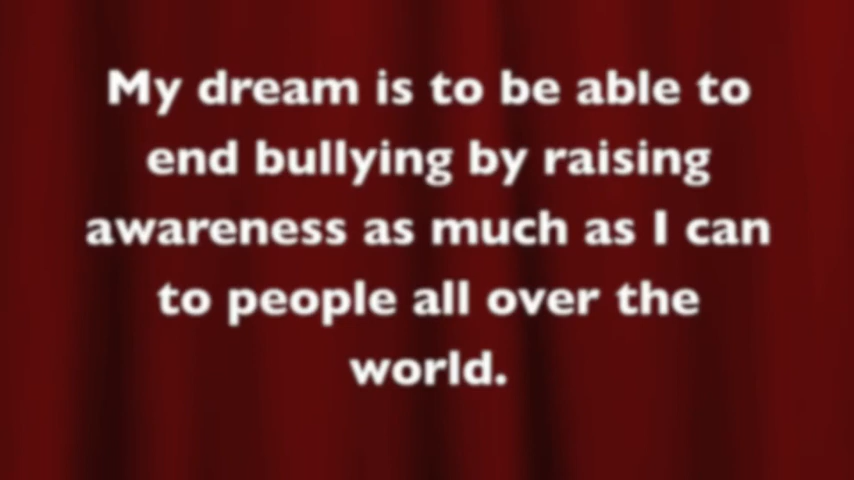 My dream is to be able to
end bullying by raising
awareness as much as I can
to people all over the
world.